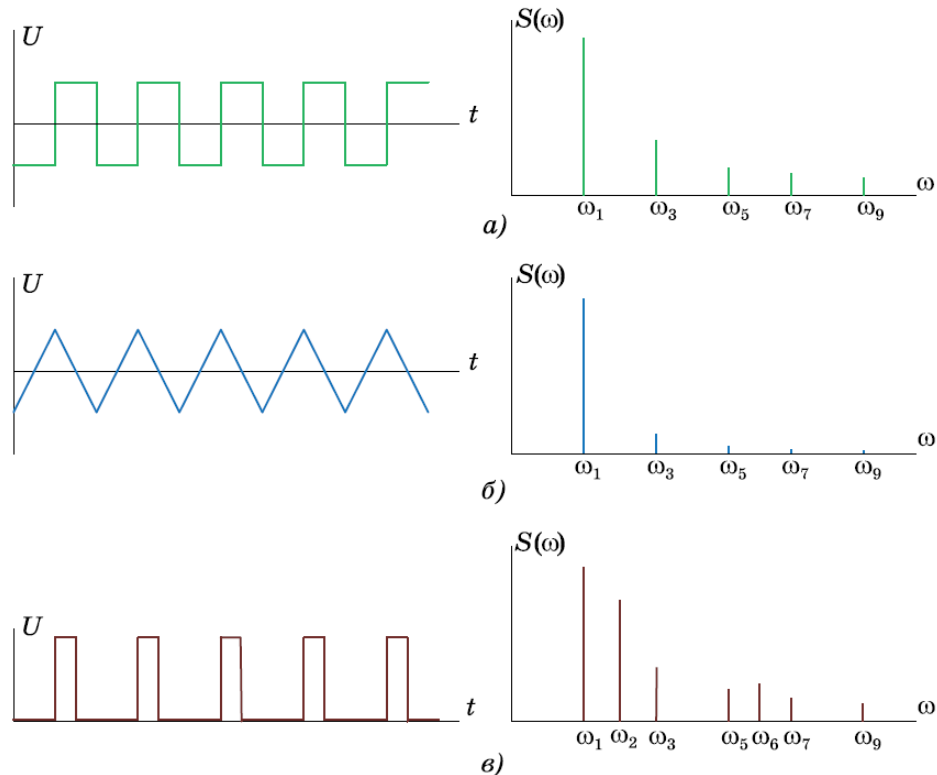 U
t
S(ω)
ω
ω₁ ω₃ ω₅ ω₇ ω₉
а)
U
t
S(ω)
ω
ω₁ ω₃ ω₅ ω₇ ω₉
б)
U
t
S(ω)
ω
ω₁ ω₂ ω₃ ω₅ ω₆ ω₇ ω₉
в)